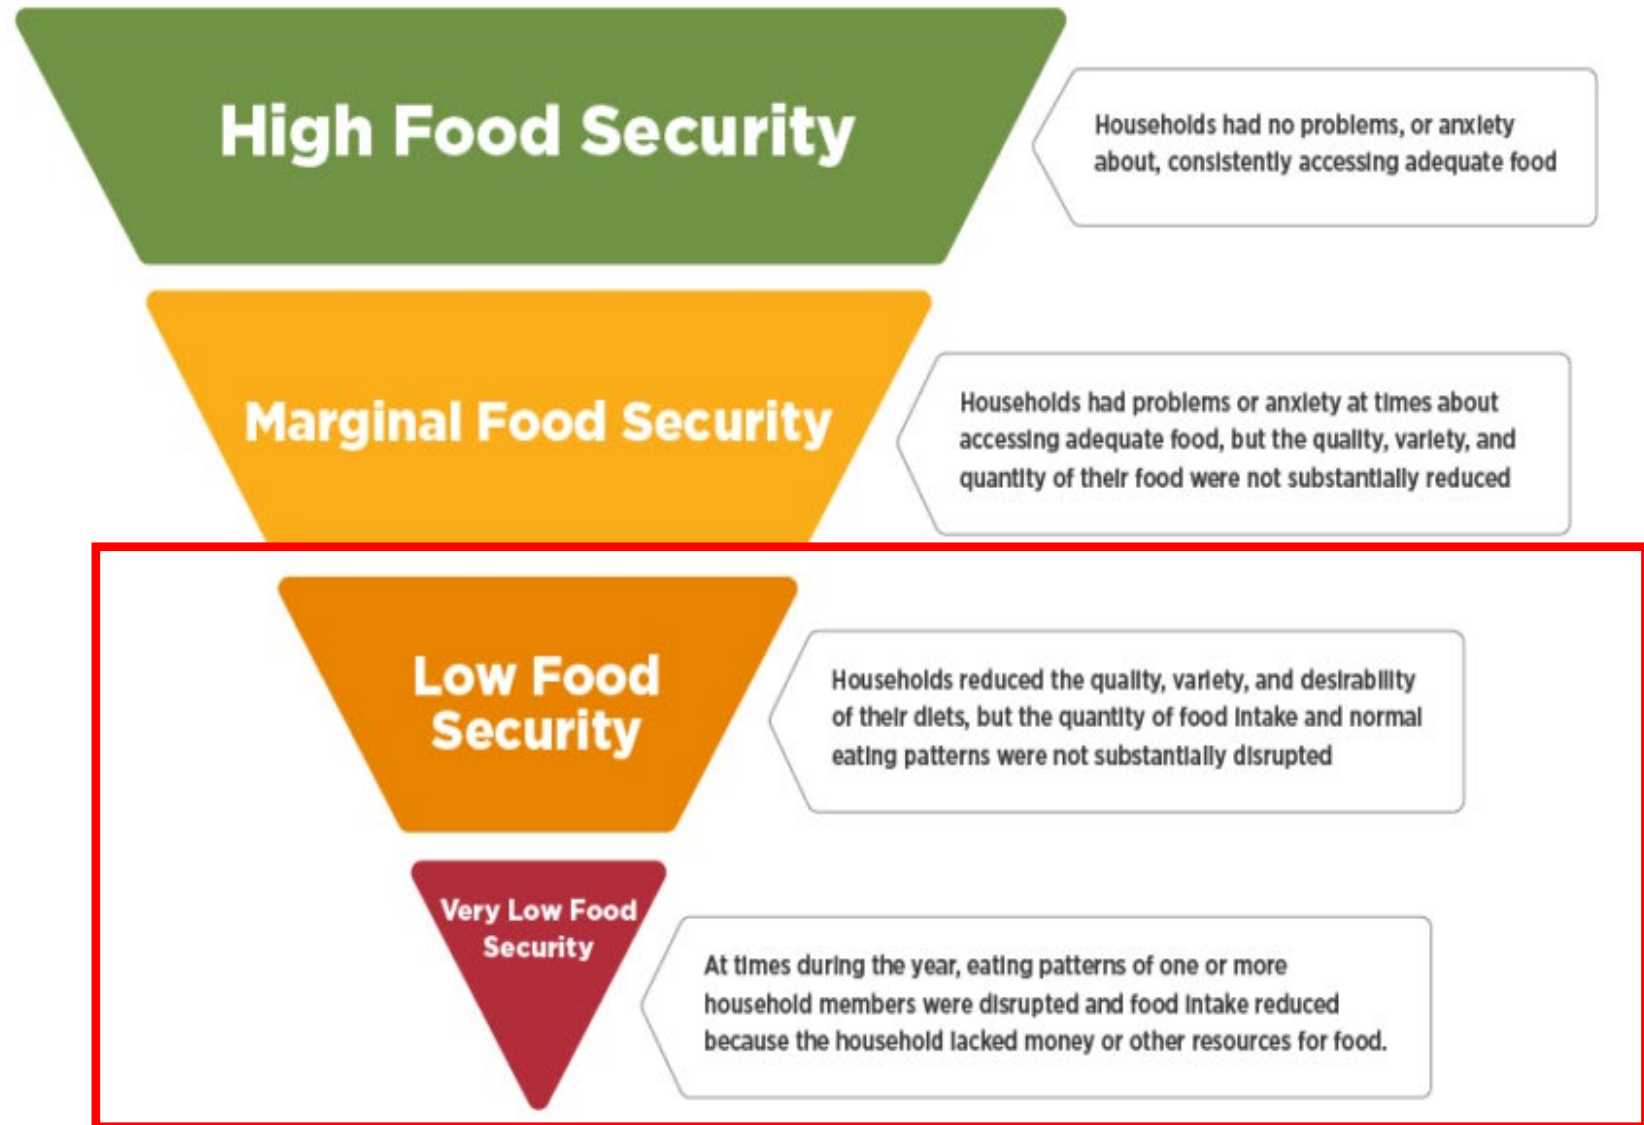 High Food Security
Households had no problems, or anxiety
about, consistently accessing adequate food
Marginal Food Security
Households had problems or anxiety at times about
accessing adequate food, but the quality, variety, and
quantity of their food were not substantially reduced
Low Food
Security
Households reduced the quality, variety, and desirability
of their diets, but the quantity of food intake and normal
eating patterns were not substantially disrupted
Very Low Food
Security
At times during the year, eating patterns of one or more
household members were disrupted and food intake reduced
because the household lacked money or other resources for food.